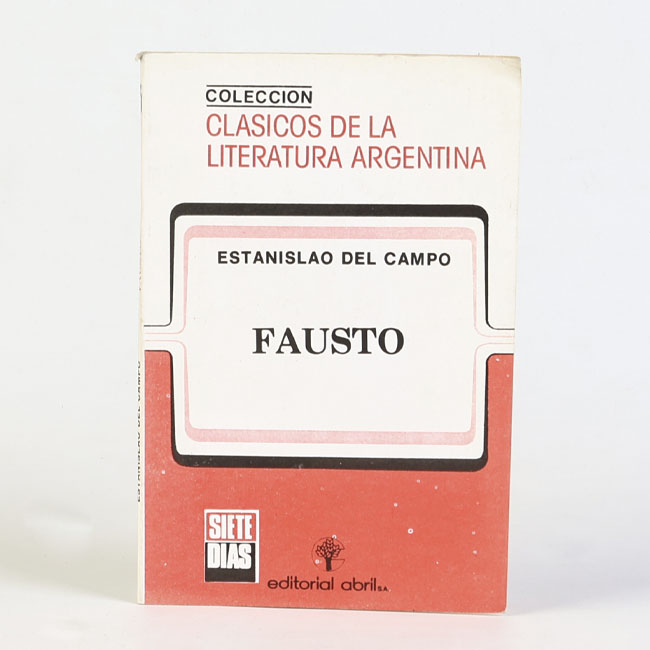 COLECCION
CLASICOS DE LA
LITERATURA ARGENTINA
ESTANISLAO DEL CAMPO
FAUSTO
ESTANISLAO DEL CAMPO
SIETE
DIAS
editorial abril S.A.